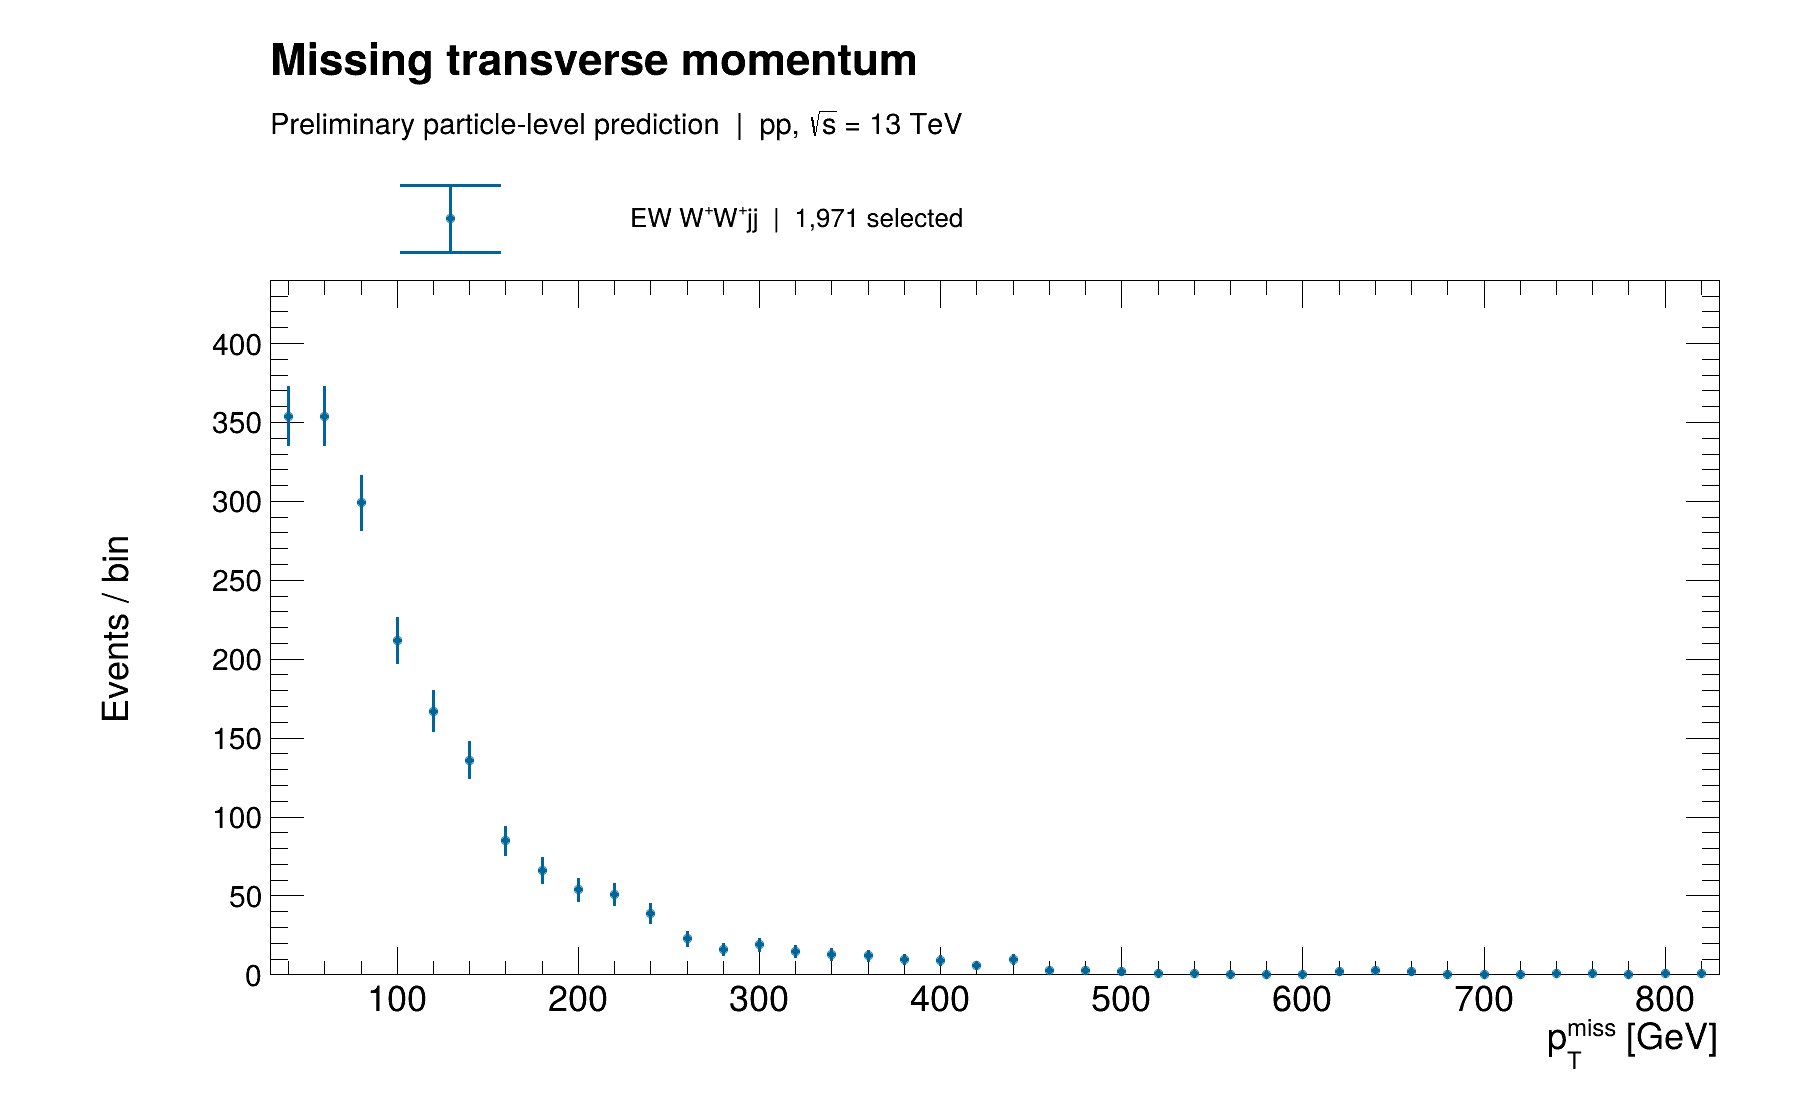 Missing transverse momentum
Preliminary particle-level prediction | pp, √s = 13 TeV
EW W⁺W⁺jj | 1,971 selected
Events / bin
400
350
300
250
200
150
100
50
0
100 200 300 400 500 600 700 800
p_T^miss [GeV]